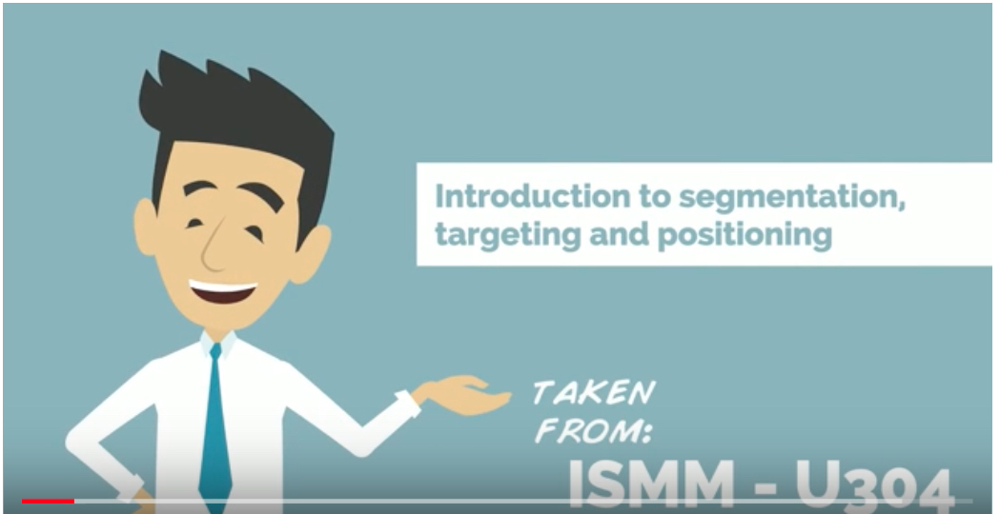 Introduction to segmentation,
targeting and positioning
TAKEN
FROM:
ISMM - U304